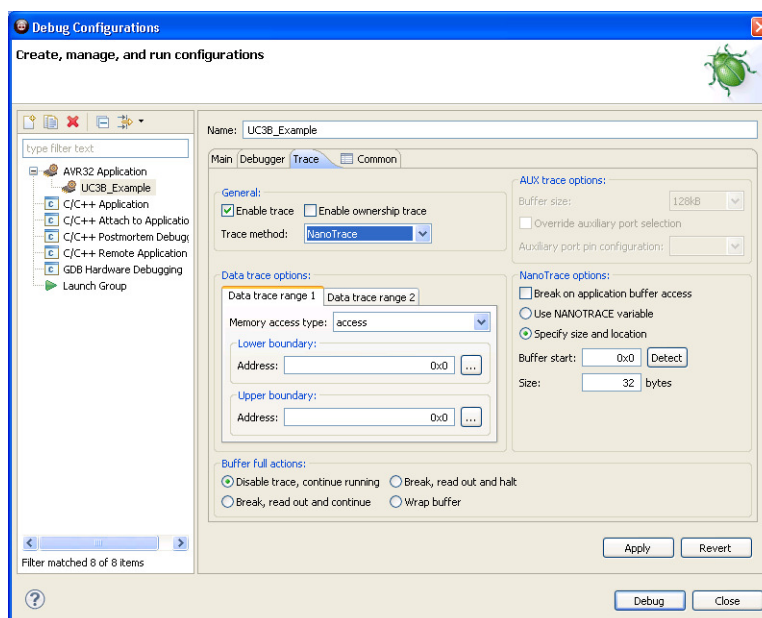 Debug Configurations
Create, manage, and run configurations
type filter text
AVR32 Application
UC3B_Example
C/C++ Application
C/C++ Attach to Applicatio
C/C++ Postmortem Debug
C/C++ Remote Application
GDB Hardware Debugging
Launch Group
Filter matched 8 of 8 items
Name: UC3B_Example
Main Debugger Trace Common
General:
Enable trace Enable ownership trace
Trace method: NanoTrace
AUX trace options:
Buffer size: 128kB
Override auxiliary port selection
Auxiliary port pin configuration:
Data trace options:
Data trace range 1 Data trace range 2
Memory access type: access
Lower boundary:
Address: 0x0 ...
Upper boundary:
Address: 0x0 ...
NanoTrace options:
Break on application buffer access
Use NANOTRACE variable
Specify size and location
Buffer start: 0x0 Detect
Size: 32 bytes
Buffer full actions:
Disable trace, continue running Break, read out and halt
Break, read out and continue Wrap buffer
Apply Revert
? Debug Close